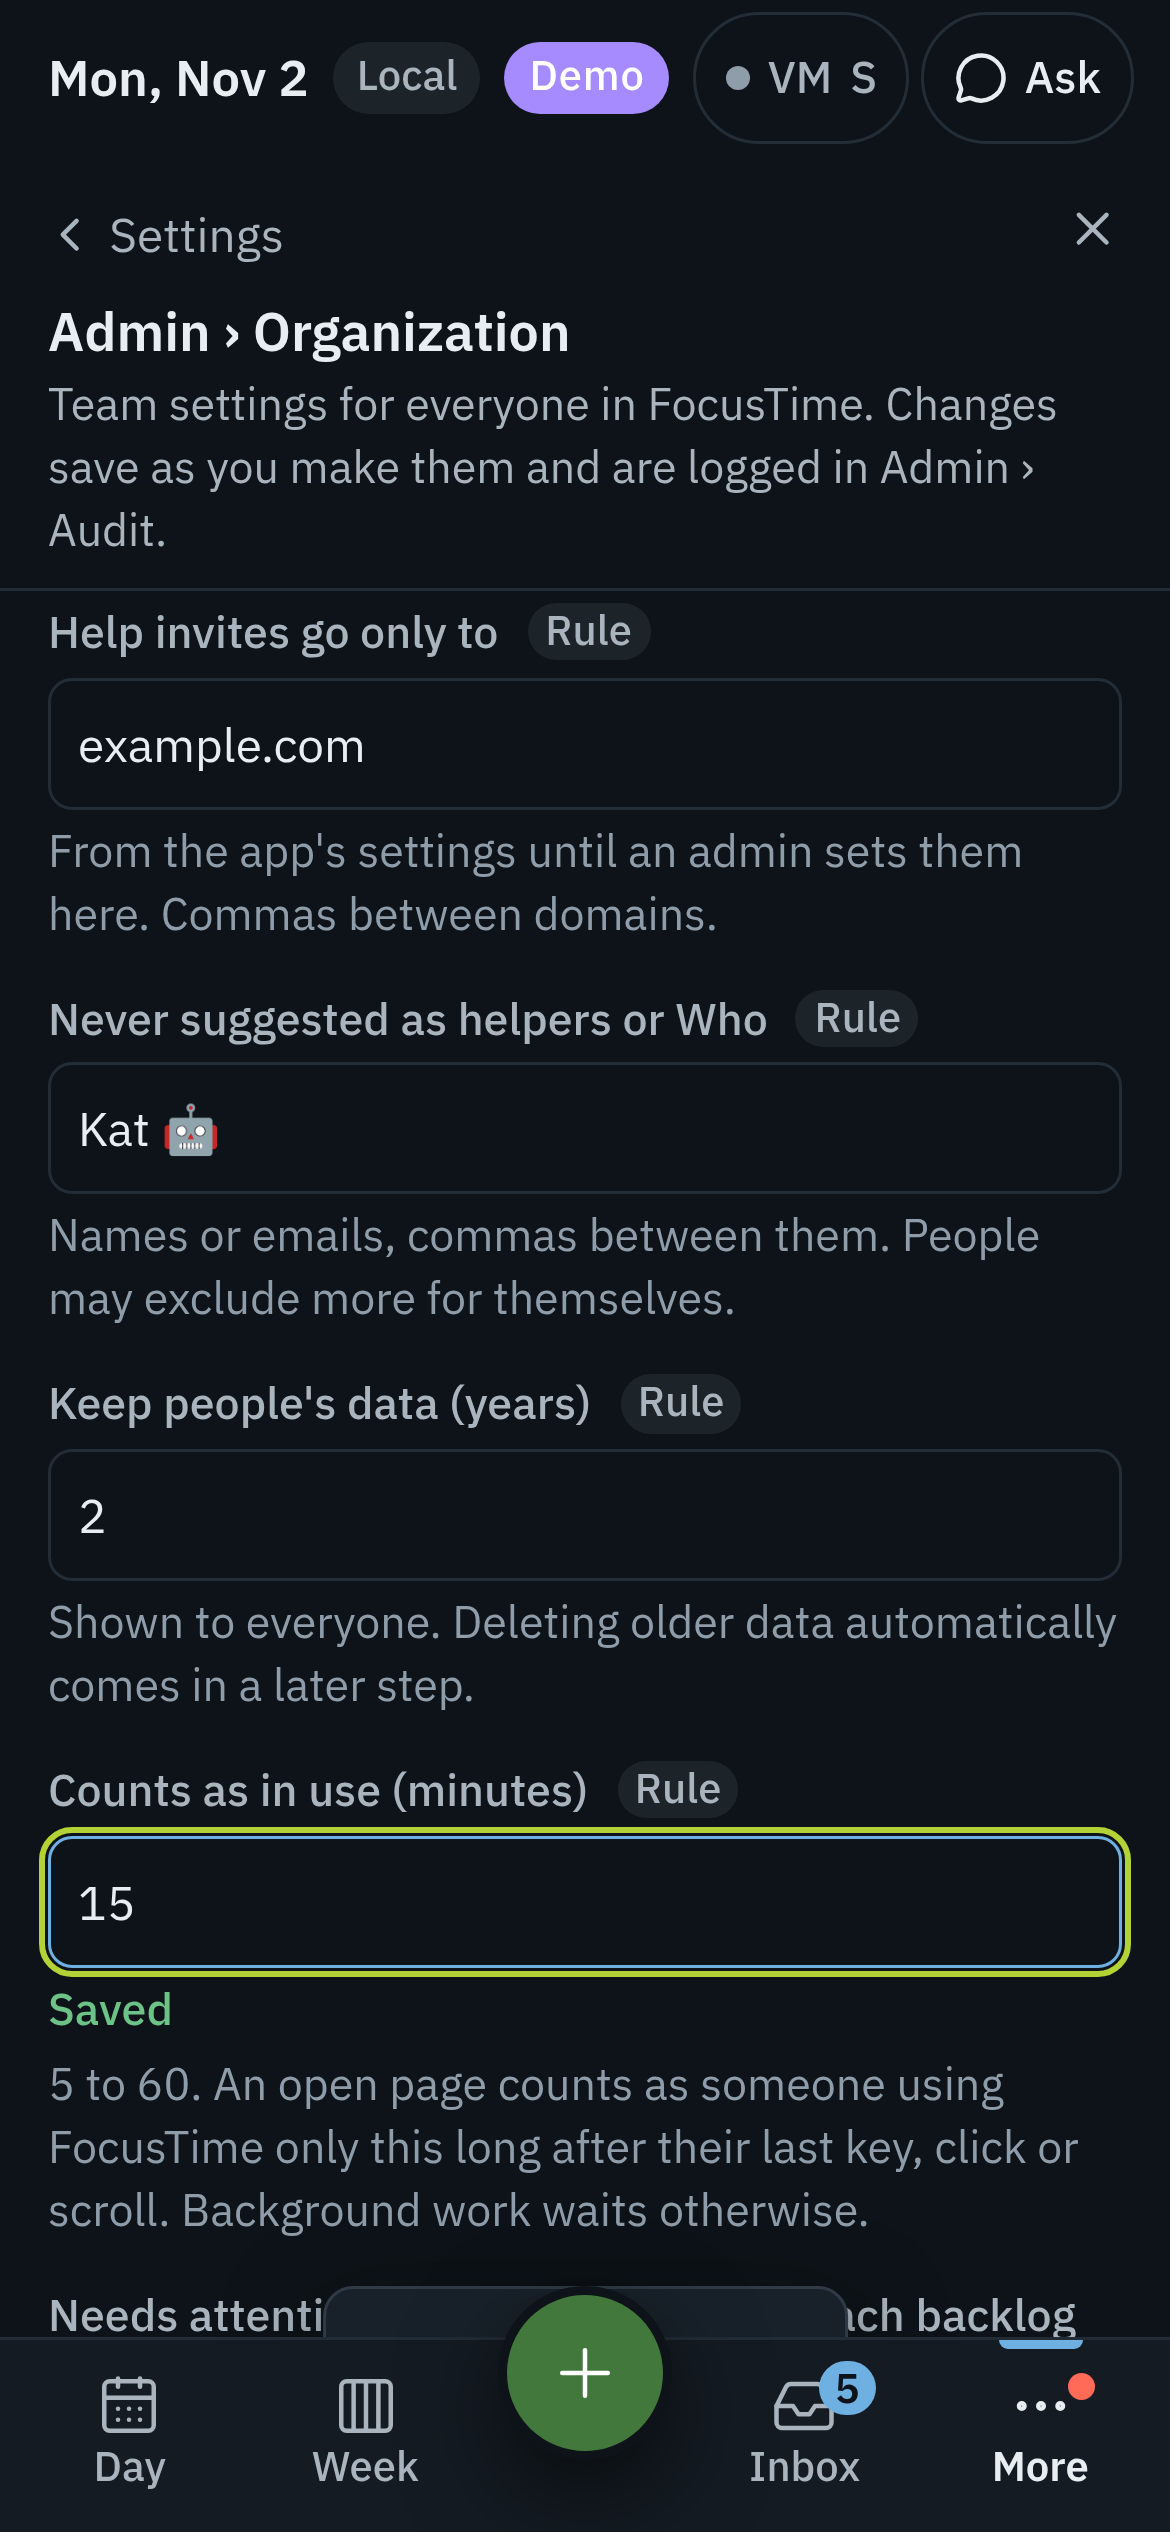 Mon, Nov 2 Local Demo VM S Ask
Settings
Admin › Organization
Team settings for everyone in FocusTime. Changes
save as you make them and are logged in Admin ›
Audit.
Help invites go only to Rule
example.com
From the app's settings until an admin sets them
here. Commas between domains.
Never suggested as helpers or Who Rule
Kat 🤖
Names or emails, commas between them. People
may exclude more for themselves.
Keep people's data (years) Rule
2
Shown to everyone. Deleting older data automatically
comes in a later step.
Counts as in use (minutes) Rule
15
Saved
5 to 60. An open page counts as someone using
FocusTime only this long after their last key, click or
scroll. Background work waits otherwise.
Needs backlog
Day Week Inbox 5 More